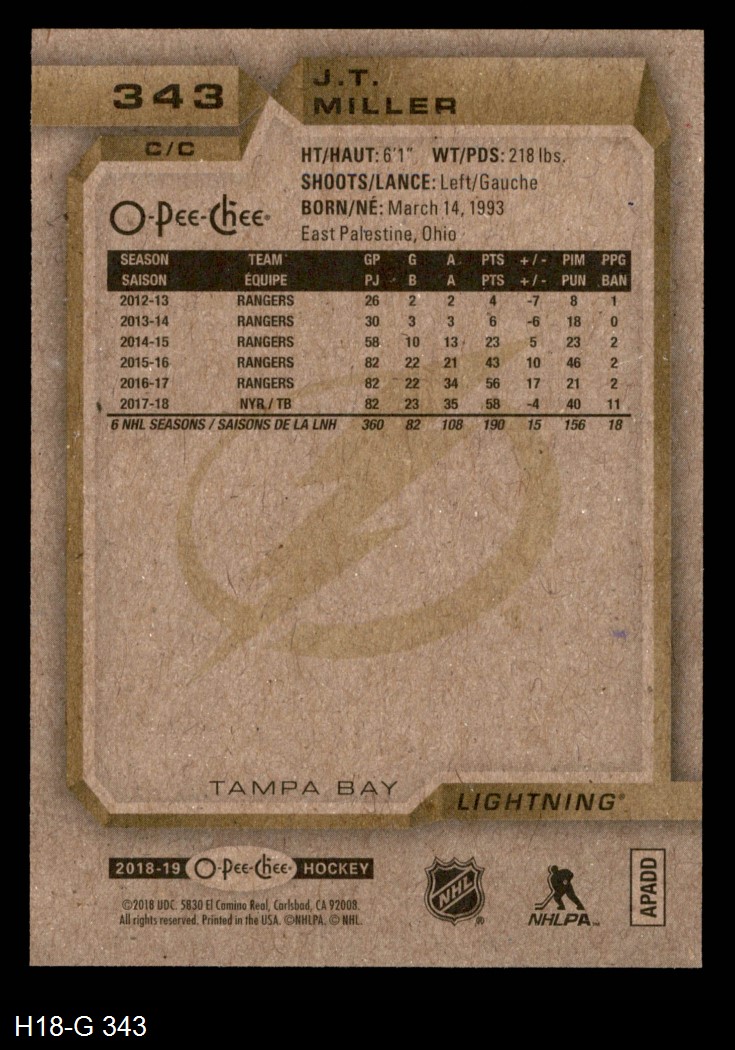 343
J.T.
MILLER
C/C
HT/HAUT: 6'1" WT/PDS: 218 lbs.
SHOOTS/LANCE: Left/Gauche
BORN/NÉ: March 14, 1993
East Palestine, Ohio
O-Pee-Chee®
SEASON TEAM GP G A PTS +/- PIM PPG
SAISON ÉQUIPE PJ B A PTS +/- PUN BAN
2012-13 RANGERS 26 2 2 4 -7 8 1
2013-14 RANGERS 30 3 3 6 -6 18 0
2014-15 RANGERS 58 10 13 23 5 23 2
2015-16 RANGERS 82 22 21 43 10 46 2
2016-17 RANGERS 82 22 34 56 17 21 2
2017-18 NYR / TB 82 23 35 58 -4 40 11
6 NHL SEASONS / SAISONS DE LA LNH 360 82 108 190 15 156 18
TAMPA BAY
LIGHTNING®
2018-19 O-Pee-Chee® HOCKEY
©2018 UDC. 5830 El Camino Real, Carlsbad, CA 92008.
All rights reserved. Printed in the USA. ©NHLPA. © NHL.
NHL®
NHLPA™
APADD
H18-G 343